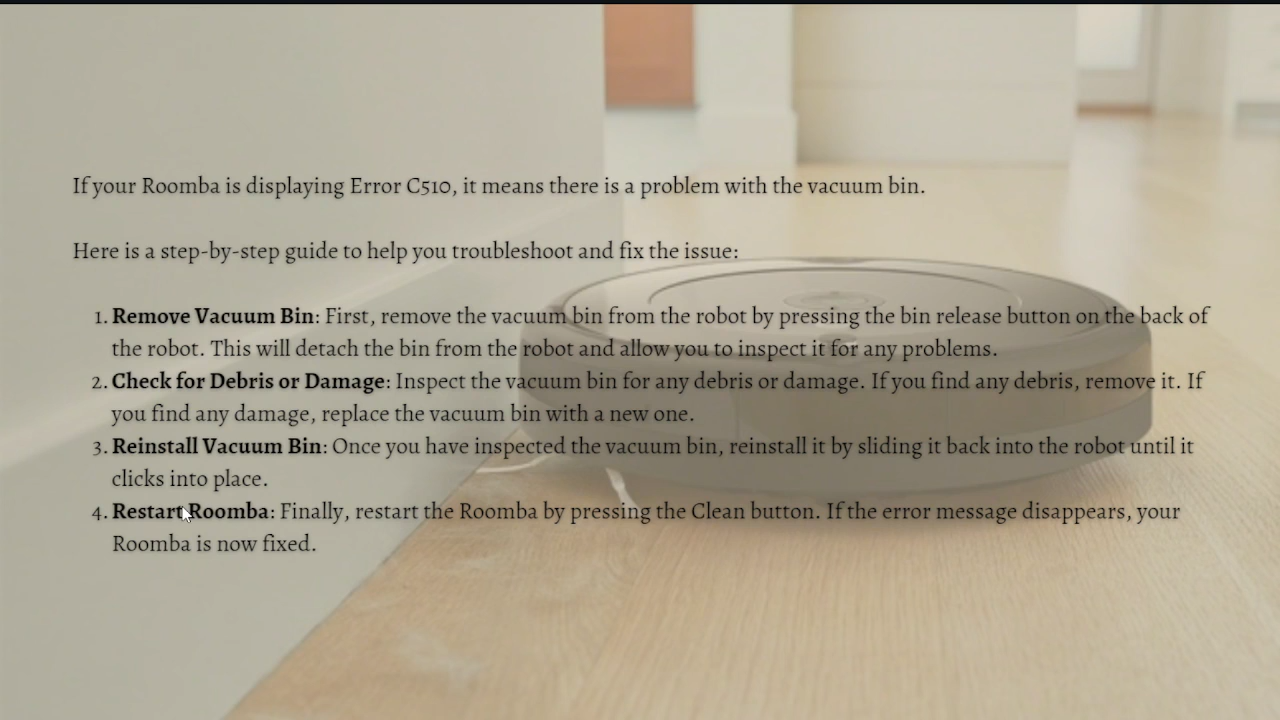 If your Roomba is displaying Error C510, it means there is a problem with the vacuum bin.
Here is a step-by-step guide to help you troubleshoot and fix the issue:
1. Remove Vacuum Bin: First, remove the vacuum bin from the robot by pressing the bin release button on the back of
the robot. This will detach the bin from the robot and allow you to inspect it for any problems.
2. Check for Debris or Damage: Inspect the vacuum bin for any debris or damage. If you find any debris, remove it. If
you find any damage, replace the vacuum bin with a new one.
3. Reinstall Vacuum Bin: Once you have inspected the vacuum bin, reinstall it by sliding it back into the robot until it
clicks into place.
4. Restart Roomba: Finally, restart the Roomba by pressing the Clean button. If the error message disappears, your
Roomba is now fixed.